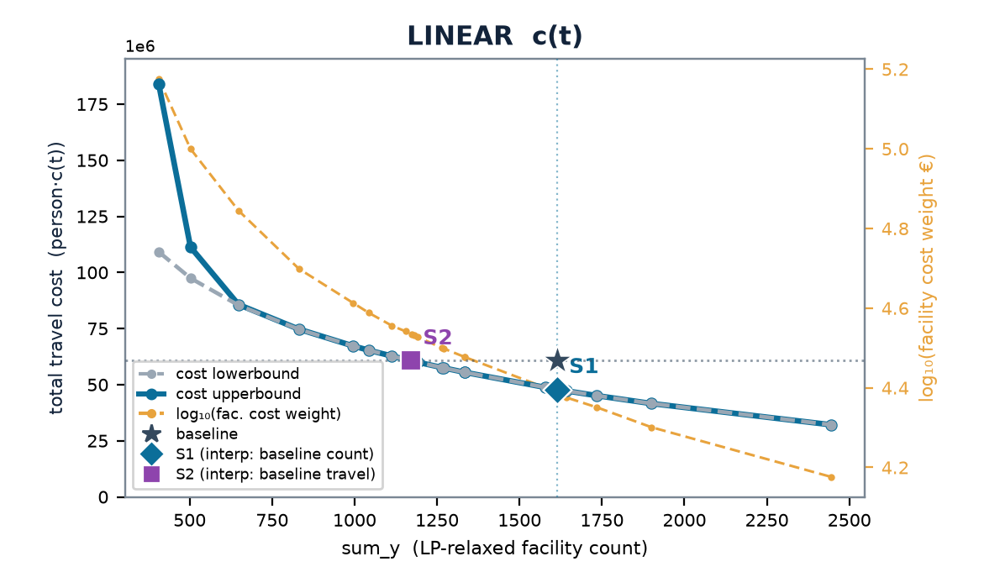 LINEAR  c(t)
1e6
175
150
125
100
75
50
25
0
total travel cost  (person·c(t))
5.2
5.0
4.8
4.6
4.4
4.2
log₁₀(facility cost weight €)
S2
S1
cost lowerbound
cost upperbound
log₁₀(fac. cost weight)
baseline
S1 (interp: baseline count)
S2 (interp: baseline travel)
500 750 1000 1250 1500 1750 2000 2250 2500
sum_y  (LP-relaxed facility count)